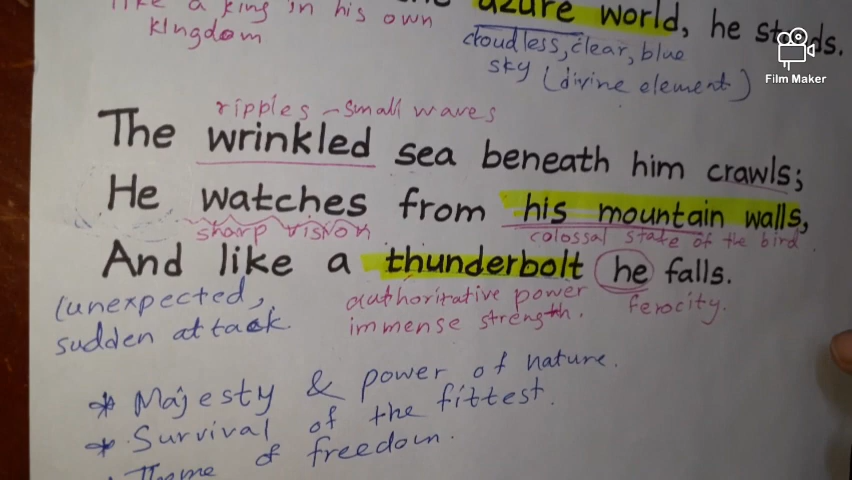 like a king in his own
kingdom
azure world, he stands.
cloudless, clear, blue
sky (divine element)
Film Maker
ripples - small waves
The wrinkled sea beneath him crawls;
He watches from his mountain walls,
sharp vision
colossal state of the bird
And like a thunderbolt he falls.
(unexpected,
sudden attack.
authoritative power
immense strength.
ferocity.
* Majesty & power of nature.
* Survival of the fittest.
* Theme of freedom.